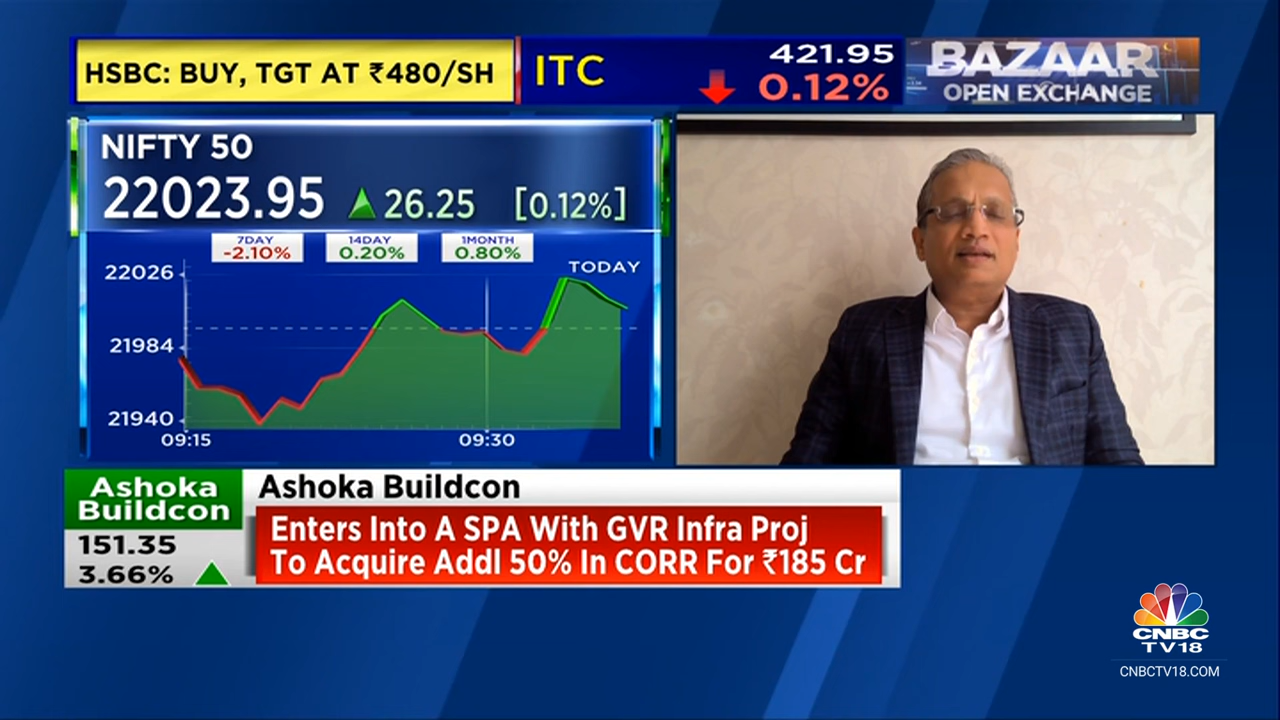 HSBC: BUY, TGT AT ₹480/SH
ITC
421.95
0.12%
BAZAAR
OPEN EXCHANGE
NIFTY 50
22023.95 26.25 [0.12%]
7DAY
-2.10%
14DAY
0.20%
1MONTH
0.80%
TODAY
22026
21984
21940
09:15
09:30
Ashoka
Buildcon
151.35
3.66%
Ashoka Buildcon
Enters Into A SPA With GVR Infra Proj
To Acquire Addl 50% In CORR For ₹185 Cr
CNBC
TV18
CNBCTV18.COM